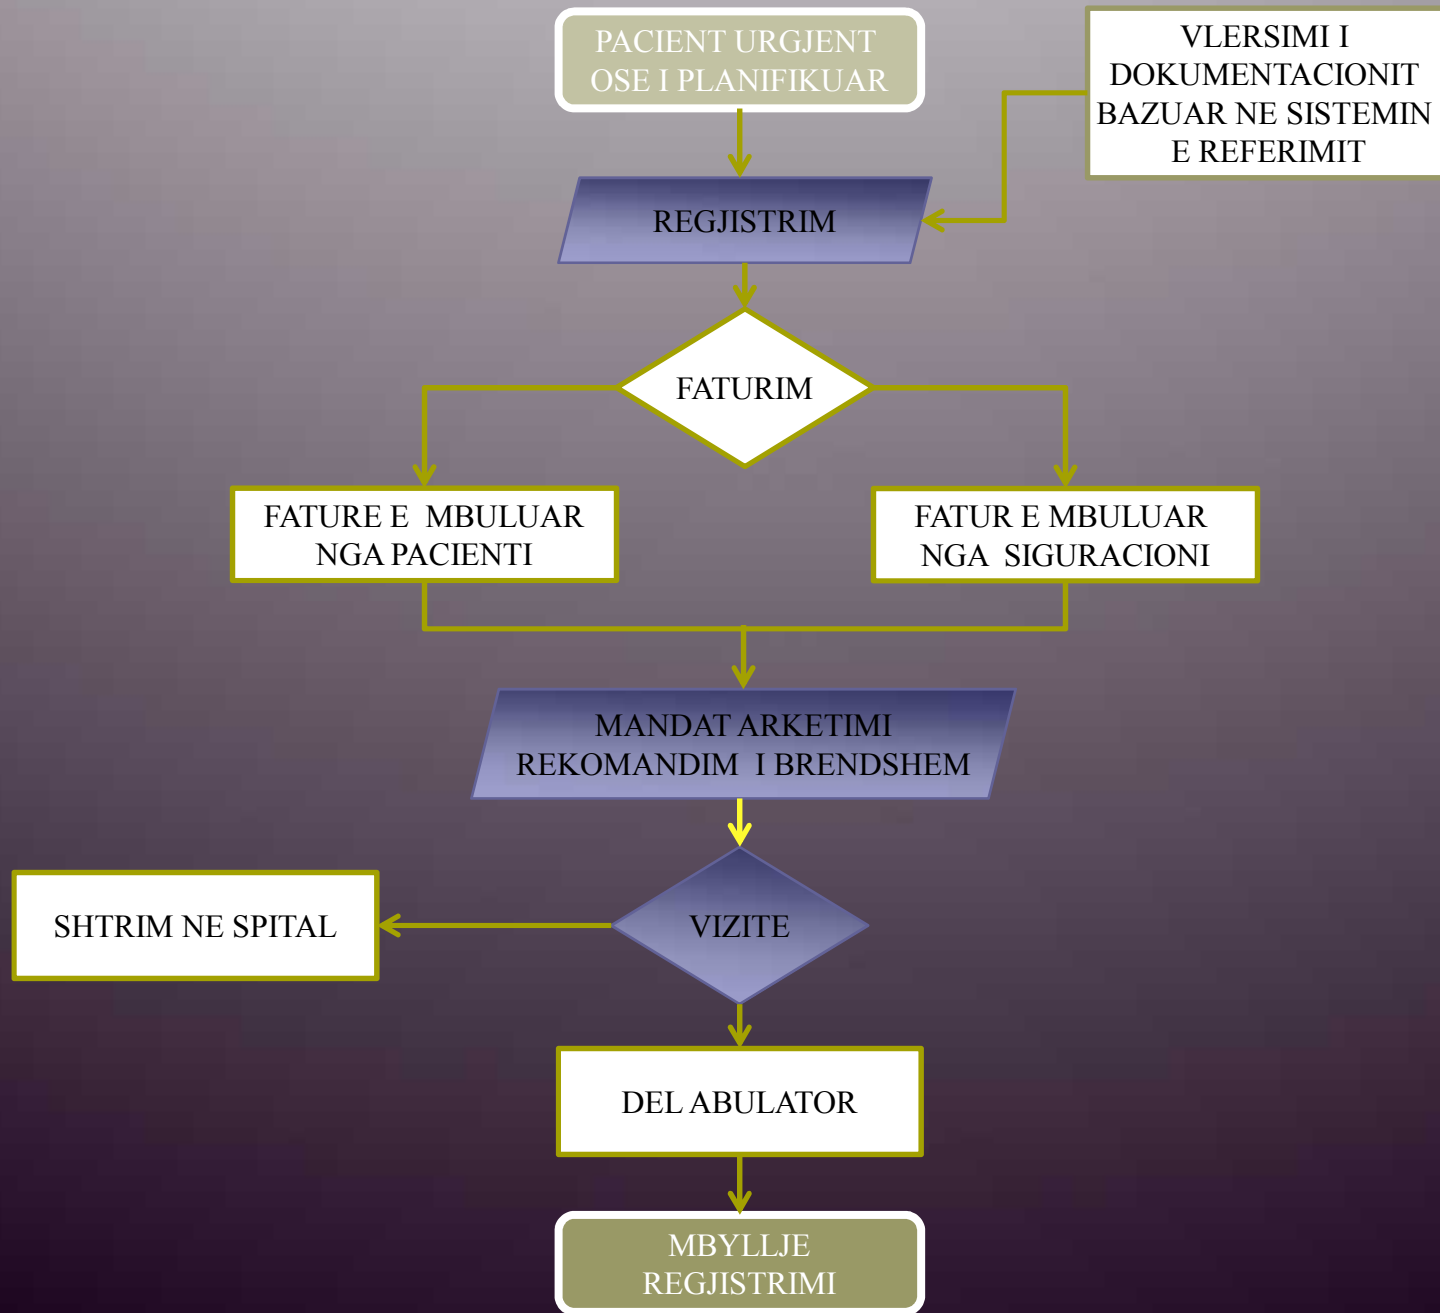 PACIENT URGJENT
OSE I PLANIFIKUAR
VLERSIMI I
DOKUMENTACIONIT
BAZUAR NE SISTEMIN
E REFERIMIT
REGJISTRIM
FATURIM
FATURE E MBULUAR
NGA PACIENTI
FATUR E MBULUAR
NGA SIGURACIONI
MANDAT ARKETIMI
REKOMANDIM I BRENDSHEM
VIZITE
SHTRIM NE SPITAL
DEL ABULATOR
MBYLLJE
REGJISTRIMI